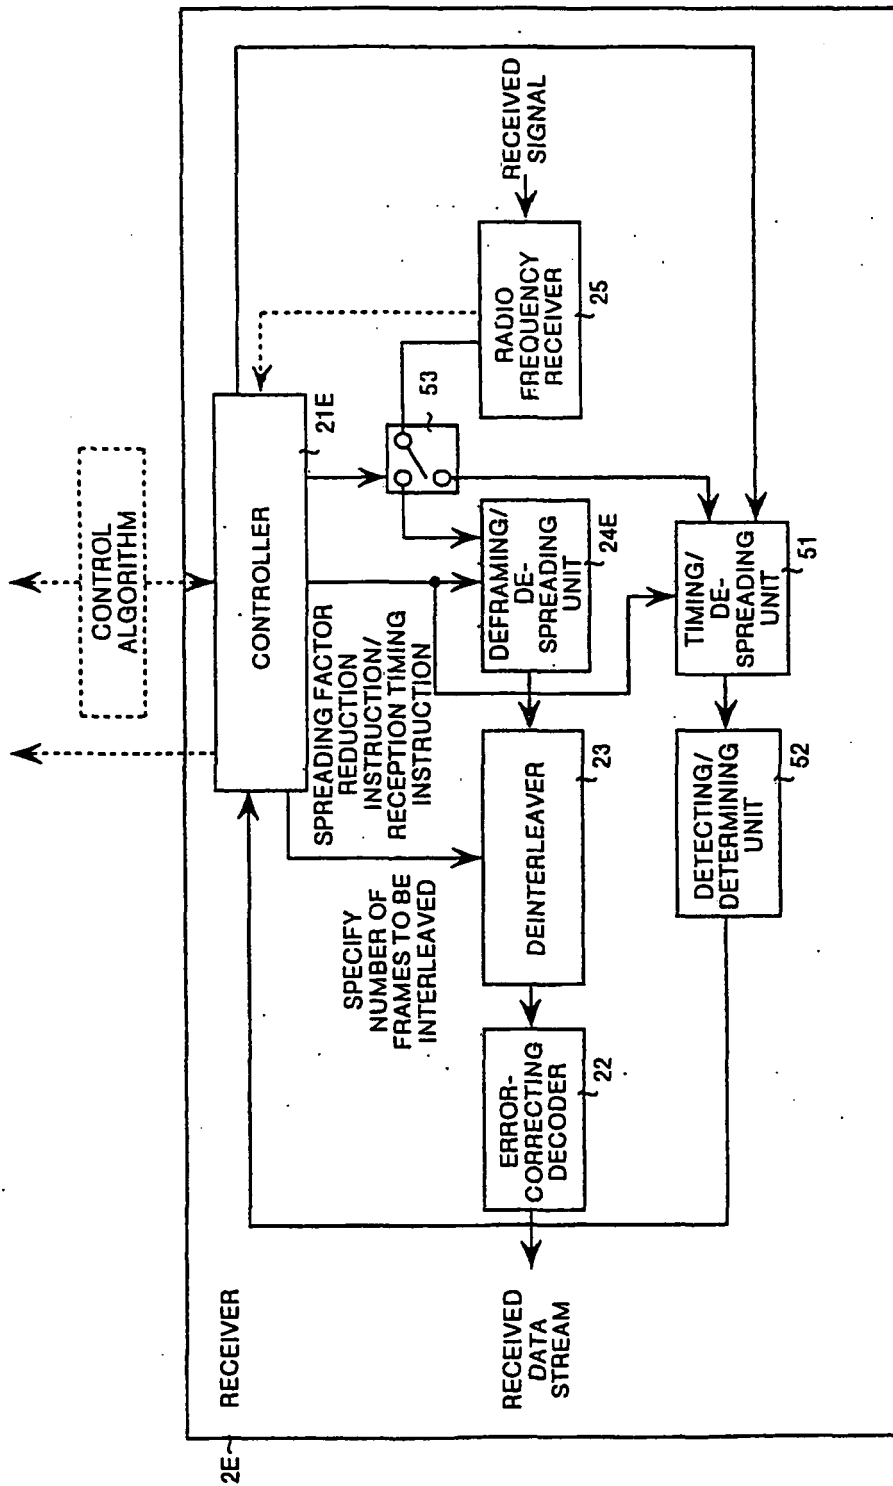 2E
RECEIVER
CONTROL
ALGORITHM
CONTROLLER
21E
SPREADING FACTOR
REDUCTION
INSTRUCTION/
RECEPTION TIMING
INSTRUCTION
SPECIFY
NUMBER OF
FRAMES TO BE
INTERLEAVED
53
RECEIVED
DATA
STREAM
ERROR-
CORRECTING
DECODER
22
DEINTERLEAVER
23
DEFRAMING/
DE-
SPREADING
UNIT
24E
RADIO
FREQUENCY
RECEIVER
25
RECEIVED
SIGNAL
DETECTING/
DETERMINING
UNIT
52
TIMING/
DE-
SPREADING
UNIT
51